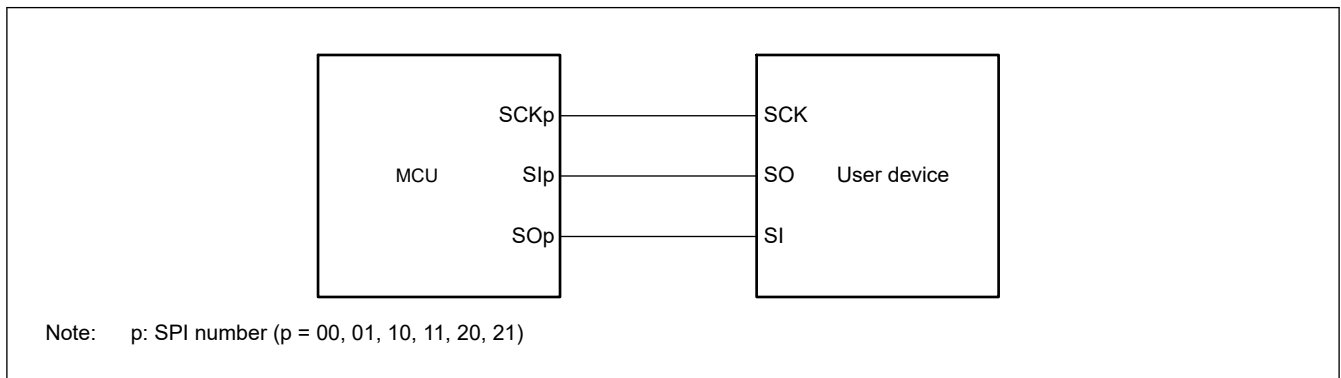 SCKp SCK
MCU SIp SO User device
SOp SI
Note: p: SPI number (p = 00, 01, 10, 11, 20, 21)